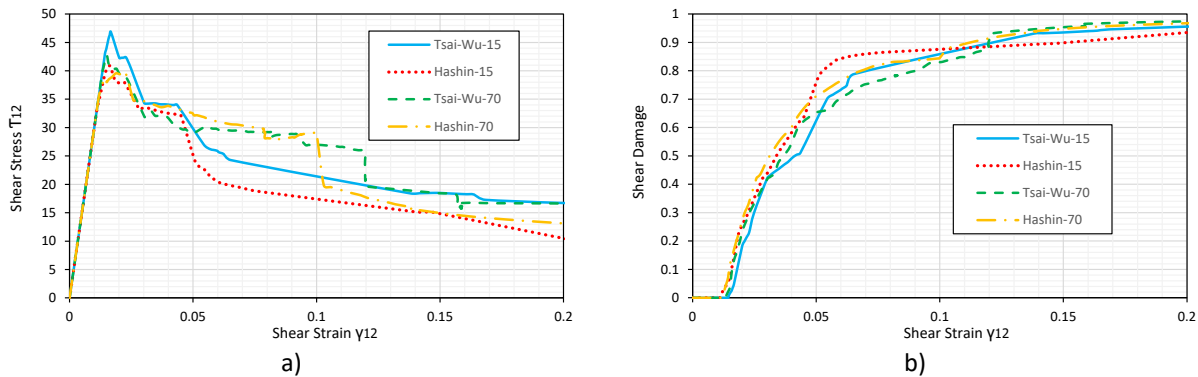 50
45
40
35
30
25
20
15
10
5
0
Shear Stress T12
0 0.05 0.1 0.15 0.2
Shear Strain γ12
Tsai-Wu-15
Hashin-15
Tsai-Wu-70
Hashin-70
a)
1
0.9
0.8
0.7
0.6
0.5
0.4
0.3
0.2
0.1
0
Shear Damage
0 0.05 0.1 0.15 0.2
Shear Strain γ12
Tsai-Wu-15
Hashin-15
Tsai-Wu-70
Hashin-70
b)